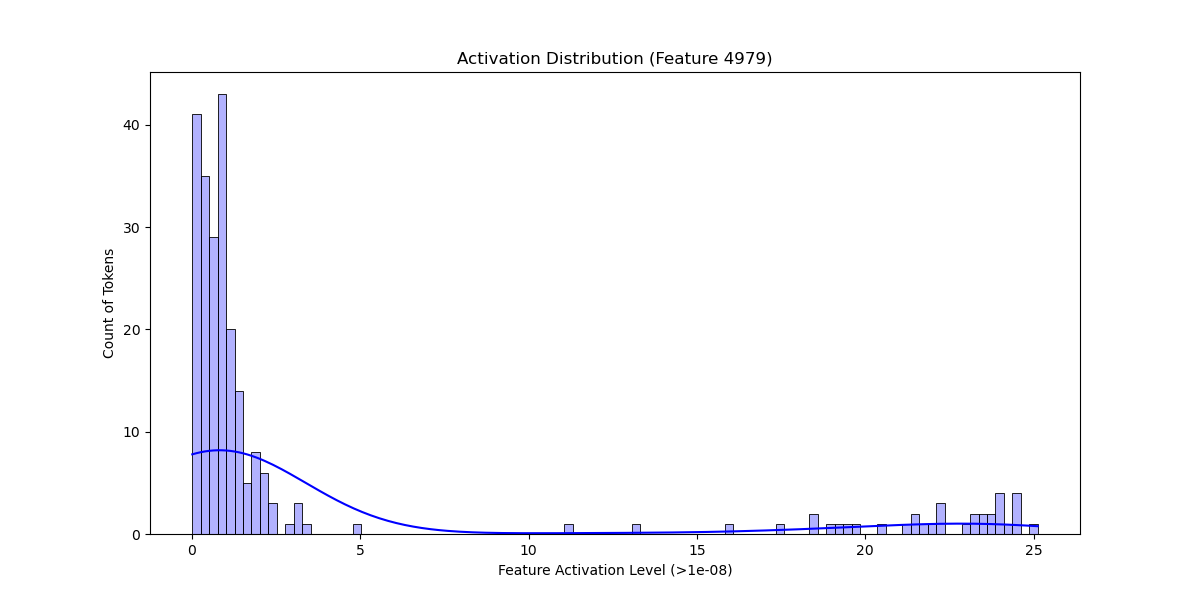 Activation Distribution (Feature 4979)
Count of Tokens
40
30
20
10
0
0 5 10 15 20 25
Feature Activation Level (>1e-08)